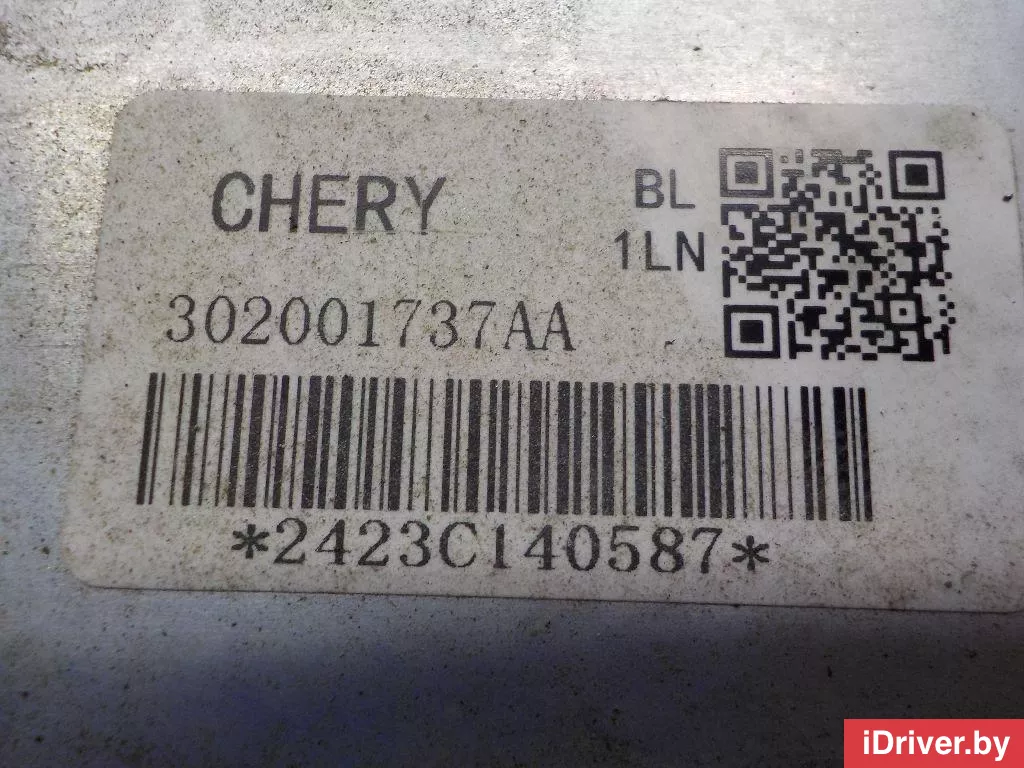 CHERY
BL
1LN
302001737AA
*2423C140587*
iDriver.by